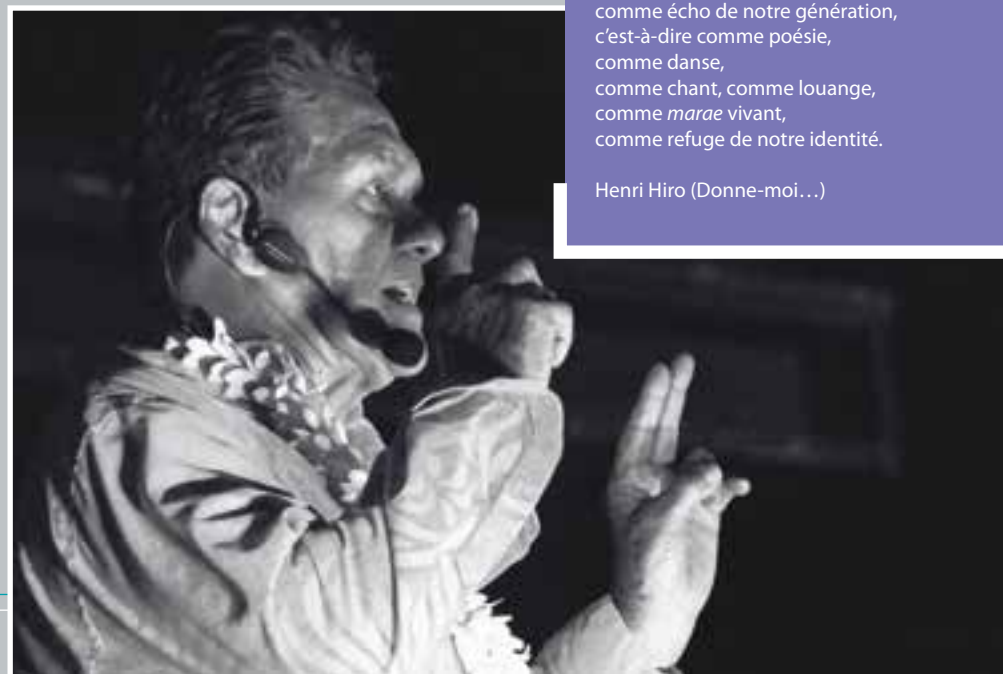 comme écho de notre génération,
c’est-à-dire comme poésie,
comme danse,
comme chant, comme louange,
comme marae vivant,
comme refuge de notre identité.
Henri Hiro (Donne-moi…)